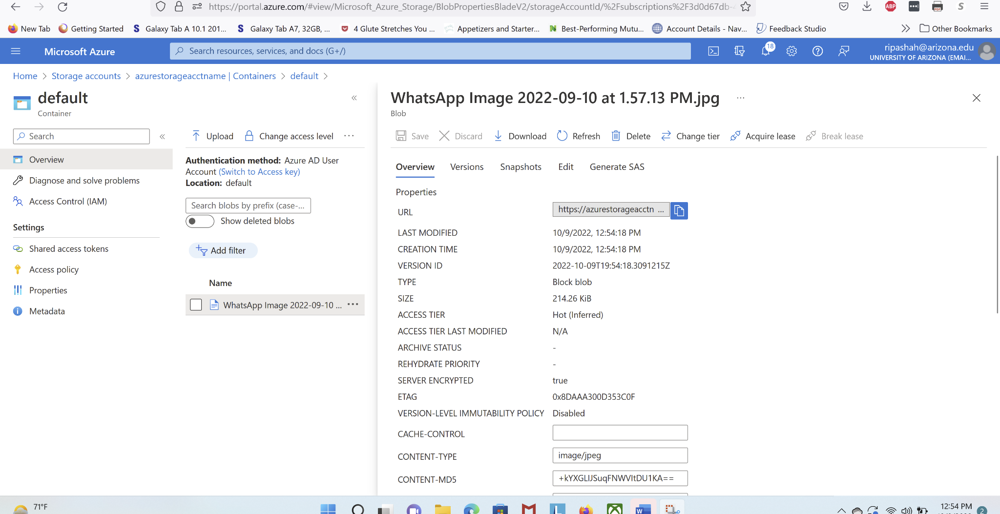 https://portal.azure.com/#view/Microsoft_Azure_Storage/BlobPropertiesBladeV2/storageAccountId/%2Fsubscriptions%2F3d0d67db-
ABP
PDF
S
New Tab
Getting Started
S Galaxy Tab A 10.1 201...
S Galaxy Tab A7, 32GB, ...
4 Glute Stretches You ...
Appetizers and Starter...
N Best-Performing Mutu...
Account Details - Nav...
Feedback Studio
Other Bookmarks
Microsoft Azure
Search resources, services, and docs (G+/)
18
ripashah@arizona.edu
UNIVERSITY OF ARIZONA (EMAI...
Home > Storage accounts > azurestorageacctname | Containers > default >
default
Container
Search
Overview
Diagnose and solve problems
Access Control (IAM)
Settings
Shared access tokens
Access policy
Properties
Metadata
Upload
Change access level
...
Authentication method: Azure AD User
Account (Switch to Access key)
Location: default
Search blobs by prefix (case-...
Show deleted blobs
Add filter
Name
WhatsApp Image 2022-09-10 ...
WhatsApp Image 2022-09-10 at 1.57.13 PM.jpg ...
Blob
Save
Discard
Download
Refresh
Delete
Change tier
Acquire lease
Break lease
Overview
Versions
Snapshots
Edit
Generate SAS
Properties
URL https://azurestorageacctn ...
LAST MODIFIED 10/9/2022, 12:54:18 PM
CREATION TIME 10/9/2022, 12:54:18 PM
VERSION ID 2022-10-09T19:54:18.3091215Z
TYPE Block blob
SIZE 214.26 KiB
ACCESS TIER Hot (Inferred)
ACCESS TIER LAST MODIFIED N/A
ARCHIVE STATUS -
REHYDRATE PRIORITY -
SERVER ENCRYPTED true
ETAG 0x8DAAA300D353C0F
VERSION-LEVEL IMMUTABILITY POLICY Disabled
CACHE-CONTROL
CONTENT-TYPE image/jpeg
CONTENT-MD5 +kYXGLIJSuqFNWVItDU1KA==
71°F
L
W
12:54 PM
2